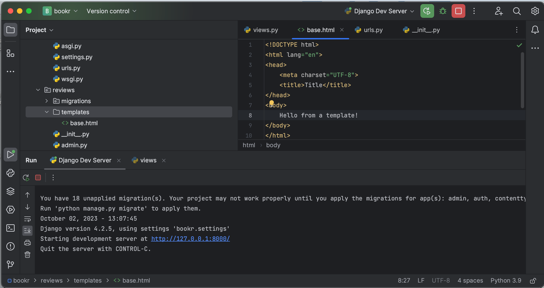 B bookr Version control Django Dev Server
Project
asgi.py
settings.py
urls.py
wsgi.py
reviews
migrations
templates
<> base.html
__init__.py
admin.py
views.py <> base.html urls.py __init__.py
1 <!DOCTYPE html>
2 <html lang="en">
3 <head>
4 <meta charset="UTF-8">
5 <title>Title</title>
6 </head>
7 <body>
8 Hello from a template!
9 </body>
10 </html>
html › body
Run Django Dev Server views
You have 18 unapplied migration(s). Your project may not work properly until you apply the migrations for app(s): admin, auth, contentty
Run 'python manage.py migrate' to apply them.
October 02, 2023 - 13:07:45
Django version 4.2.5, using settings 'bookr.settings'
Starting development server at http://127.0.0.1:8000/
Quit the server with CONTROL-C.
bookr › reviews › templates › <> base.html 8:27 LF UTF-8 4 spaces Python 3.9